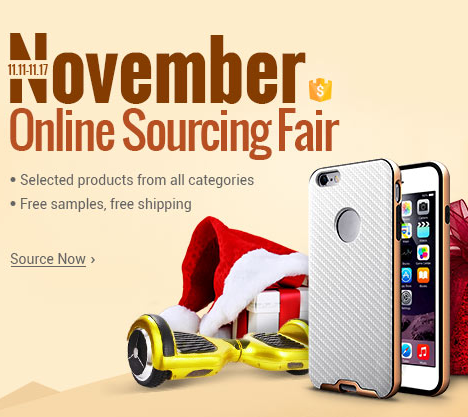 November
11.11-11.17
$
Online Sourcing Fair
• Selected products from all categories
• Free samples, free shipping
Source Now ›